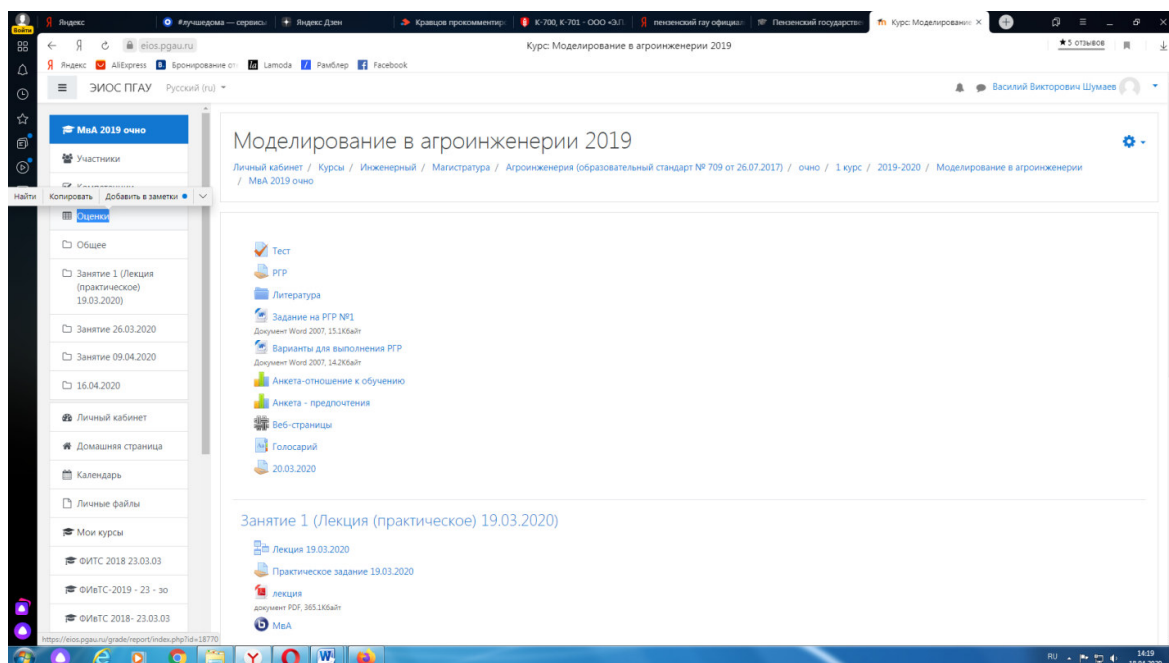 Яндекс
#лучшедома — сервисы
Яндекс Дзен
Кравцов прокомментиро
К-700, К-701 - ООО «З.П.
пензенский гау официал
Пензенский государстве
Курс: Моделирование
Войти
eios.pgau.ru
Курс: Моделирование в агроинженерии 2019
★5 отзывов
Яндекс
AliExpress
Бронирование оте
Lamoda
Рамблер
Facebook
ЭИОС ПГАУ
Русский (ru)
Василий Викторович Шумаев
МвА 2019 очно
Участники
Найти
Копировать
Добавить в заметки
Оценки
Общее
Занятие 1 (Лекция
(практическое)
19.03.2020)
Занятие 26.03.2020
Занятие 09.04.2020
16.04.2020
Личный кабинет
Домашняя страница
Календарь
Личные файлы
Мои курсы
ФИТС 2018 23.03.03
ФИвТС-2019 - 23 - зо
ФИвТС 2018- 23.03.03
https://eios.pgau.ru/grade/report/index.php?id=18770
Моделирование в агроинженерии 2019
Личный кабинет / Курсы / Инженерный / Магистратура / Агроинженерия (образовательный стандарт № 709 от 26.07.2017) / очно / 1 курс / 2019-2020 / Моделирование в агроинженерии
/ МвА 2019 очно
Тест
РГР
Литература
Задание на РГР №1
Документ Word 2007, 15.1Кбайт
Варианты для выполнения РГР
Документ Word 2007, 14.2Кбайт
Анкета-отношение к обучению
Анкета - предпочтения
Веб-страницы
Голосарий
20.03.2020
Занятие 1 (Лекция (практическое) 19.03.2020)
Лекция 19.03.2020
Практическое задание 19.03.2020
лекция
документ PDF, 365.1Кбайт
МвА
RU
14:19